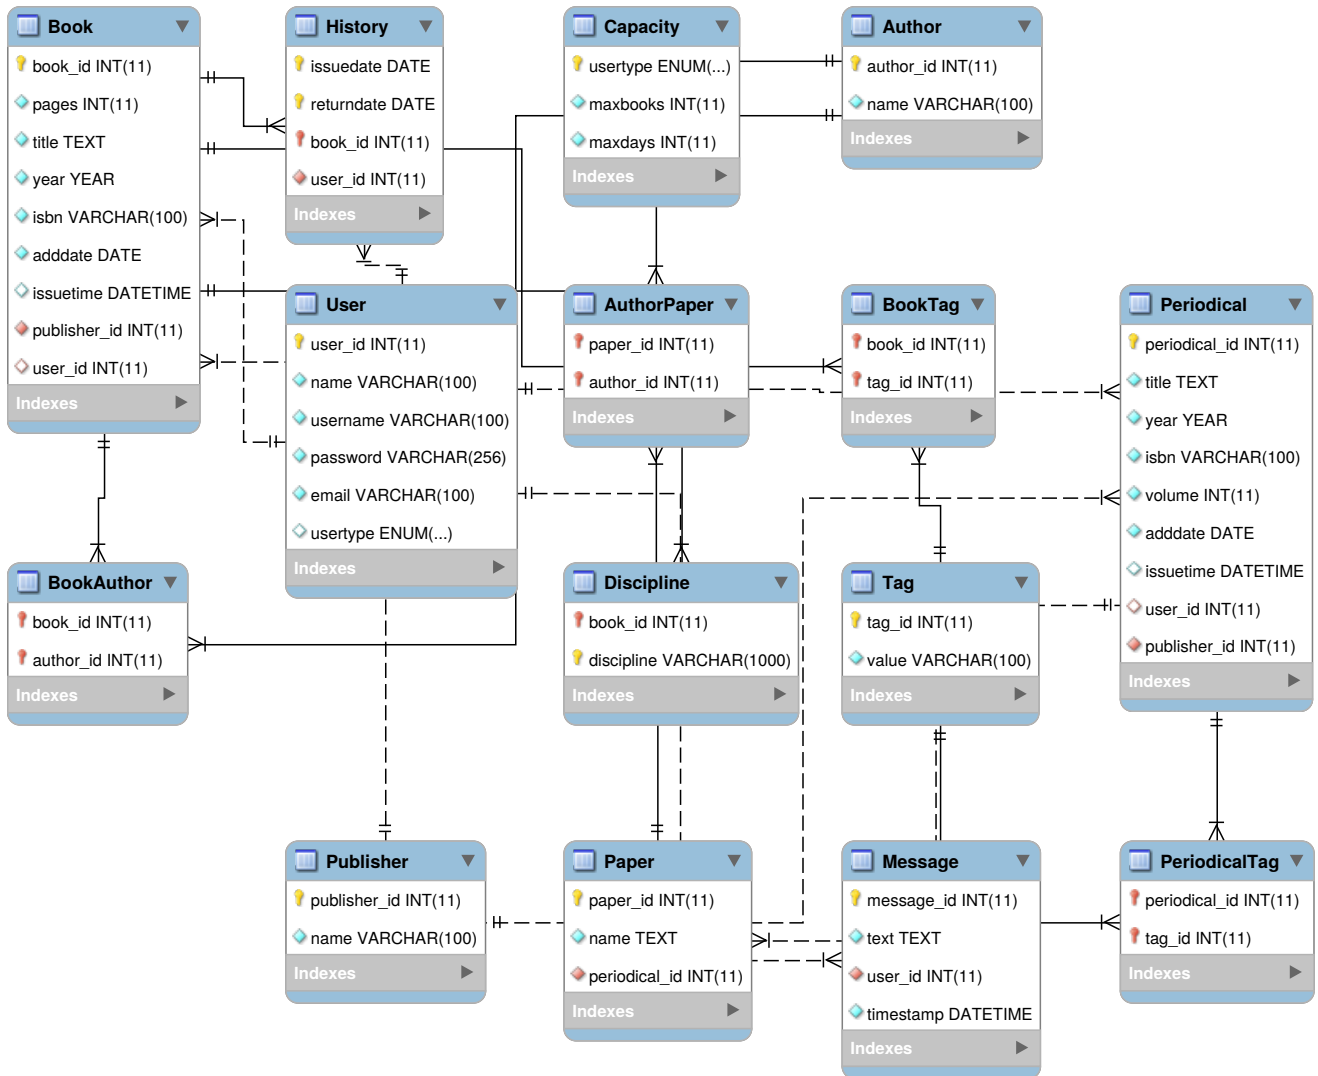 Book
book_id INT(11)
pages INT(11)
title TEXT
year YEAR
isbn VARCHAR(100)
adddate DATE
issuetime DATETIME
publisher_id INT(11)
user_id INT(11)
Indexes
History
issuedate DATE
returndate DATE
book_id INT(11)
user_id INT(11)
Indexes
Capacity
usertype ENUM(...)
maxbooks INT(11)
maxdays INT(11)
Indexes
Author
author_id INT(11)
name VARCHAR(100)
Indexes
User
user_id INT(11)
name VARCHAR(100)
username VARCHAR(100)
password VARCHAR(256)
email VARCHAR(100)
usertype ENUM(...)
Indexes
AuthorPaper
paper_id INT(11)
author_id INT(11)
Indexes
BookTag
book_id INT(11)
tag_id INT(11)
Indexes
Periodical
periodical_id INT(11)
title TEXT
year YEAR
isbn VARCHAR(100)
volume INT(11)
adddate DATE
issuetime DATETIME
user_id INT(11)
publisher_id INT(11)
Indexes
BookAuthor
book_id INT(11)
author_id INT(11)
Indexes
Discipline
book_id INT(11)
discipline VARCHAR(1000)
Indexes
Tag
tag_id INT(11)
value VARCHAR(100)
Indexes
Publisher
publisher_id INT(11)
name VARCHAR(100)
Indexes
Paper
paper_id INT(11)
name TEXT
periodical_id INT(11)
Indexes
Message
message_id INT(11)
text TEXT
user_id INT(11)
timestamp DATETIME
Indexes
PeriodicalTag
periodical_id INT(11)
tag_id INT(11)
Indexes